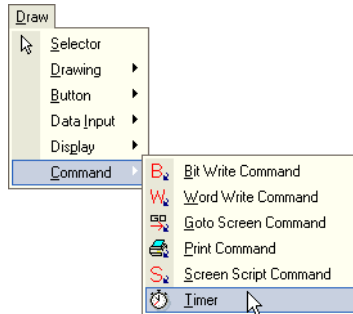 Draw
Selector
Drawing
Button
Data Input
Display
Command
B Bit Write Command
W Word Write Command
GO Goto Screen Command
Print Command
S Screen Script Command
Timer